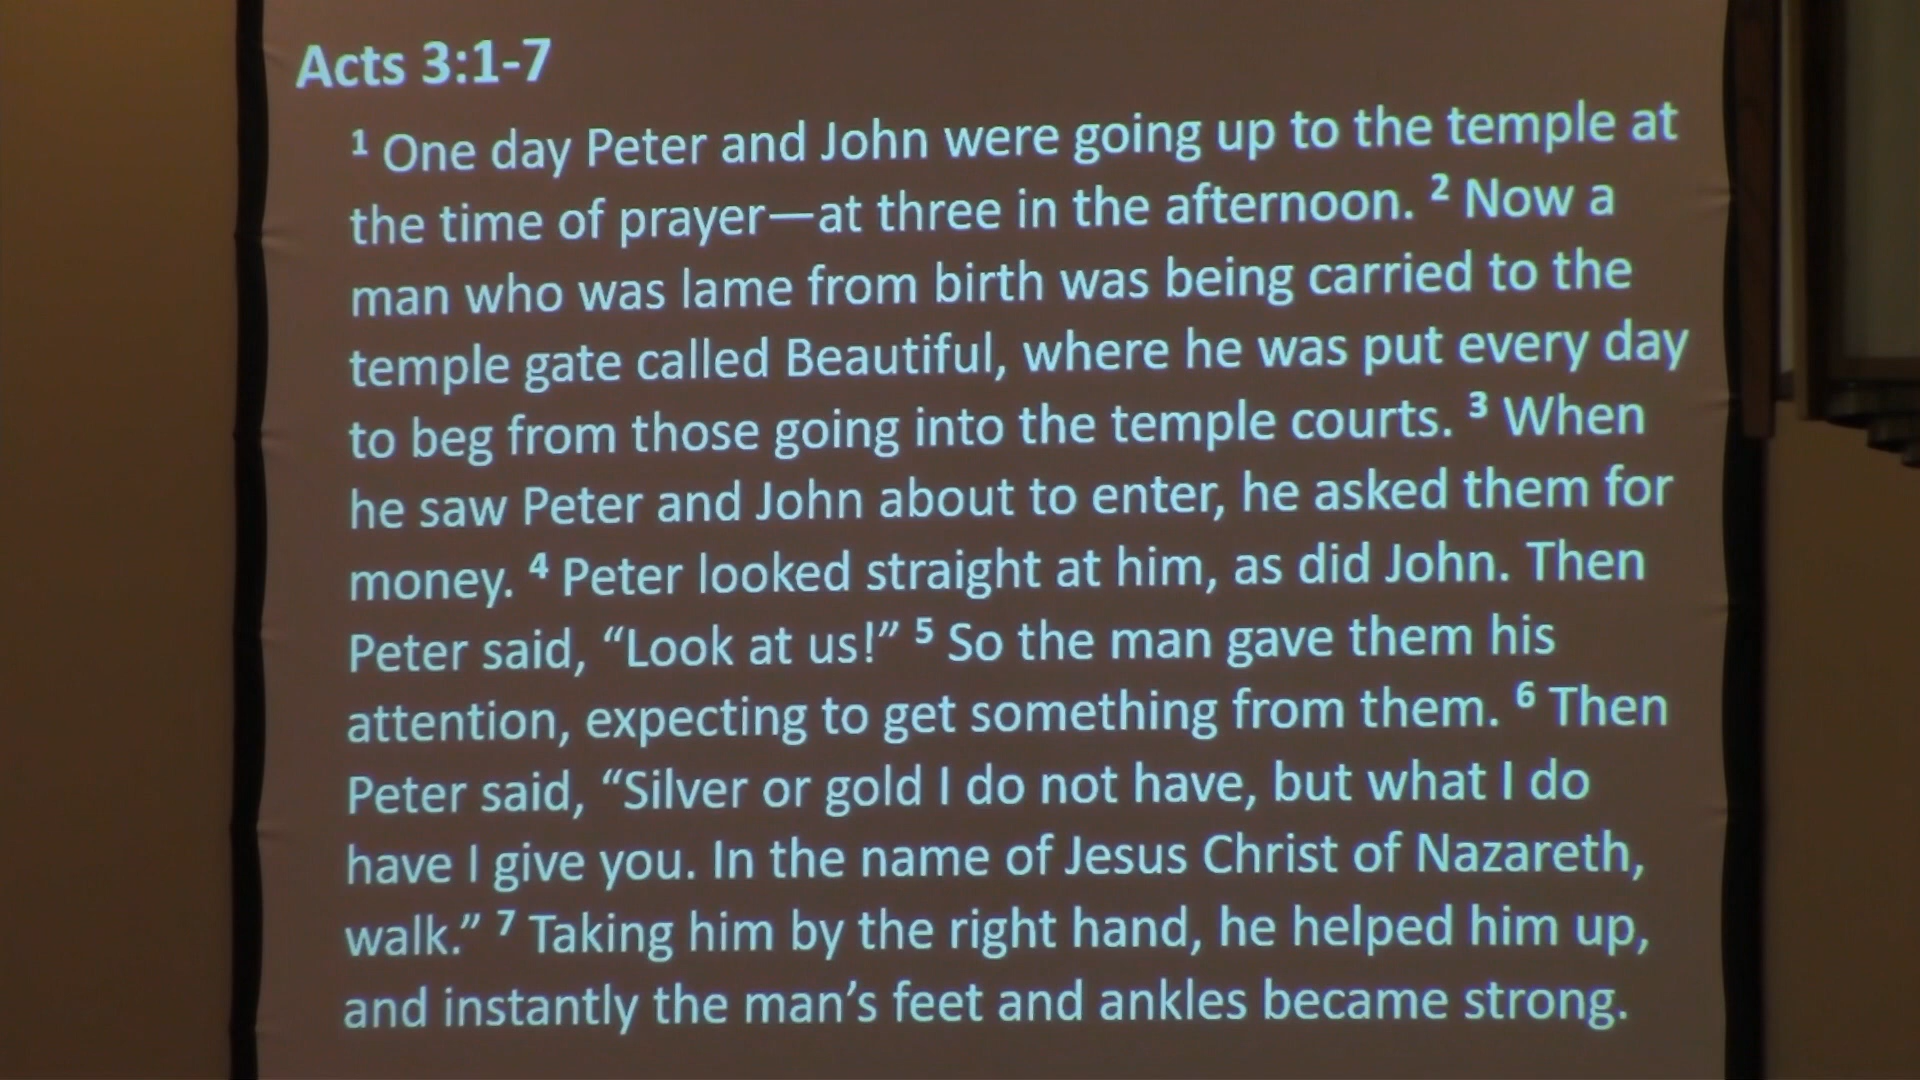 Acts 3:1-7
1 One day Peter and John were going up to the temple at
the time of prayer—at three in the afternoon. 2 Now a
man who was lame from birth was being carried to the
temple gate called Beautiful, where he was put every day
to beg from those going into the temple courts. 3 When
he saw Peter and John about to enter, he asked them for
money. 4 Peter looked straight at him, as did John. Then
Peter said, “Look at us!” 5 So the man gave them his
attention, expecting to get something from them. 6 Then
Peter said, “Silver or gold I do not have, but what I do
have I give you. In the name of Jesus Christ of Nazareth,
walk.” 7 Taking him by the right hand, he helped him up,
and instantly the man’s feet and ankles became strong.